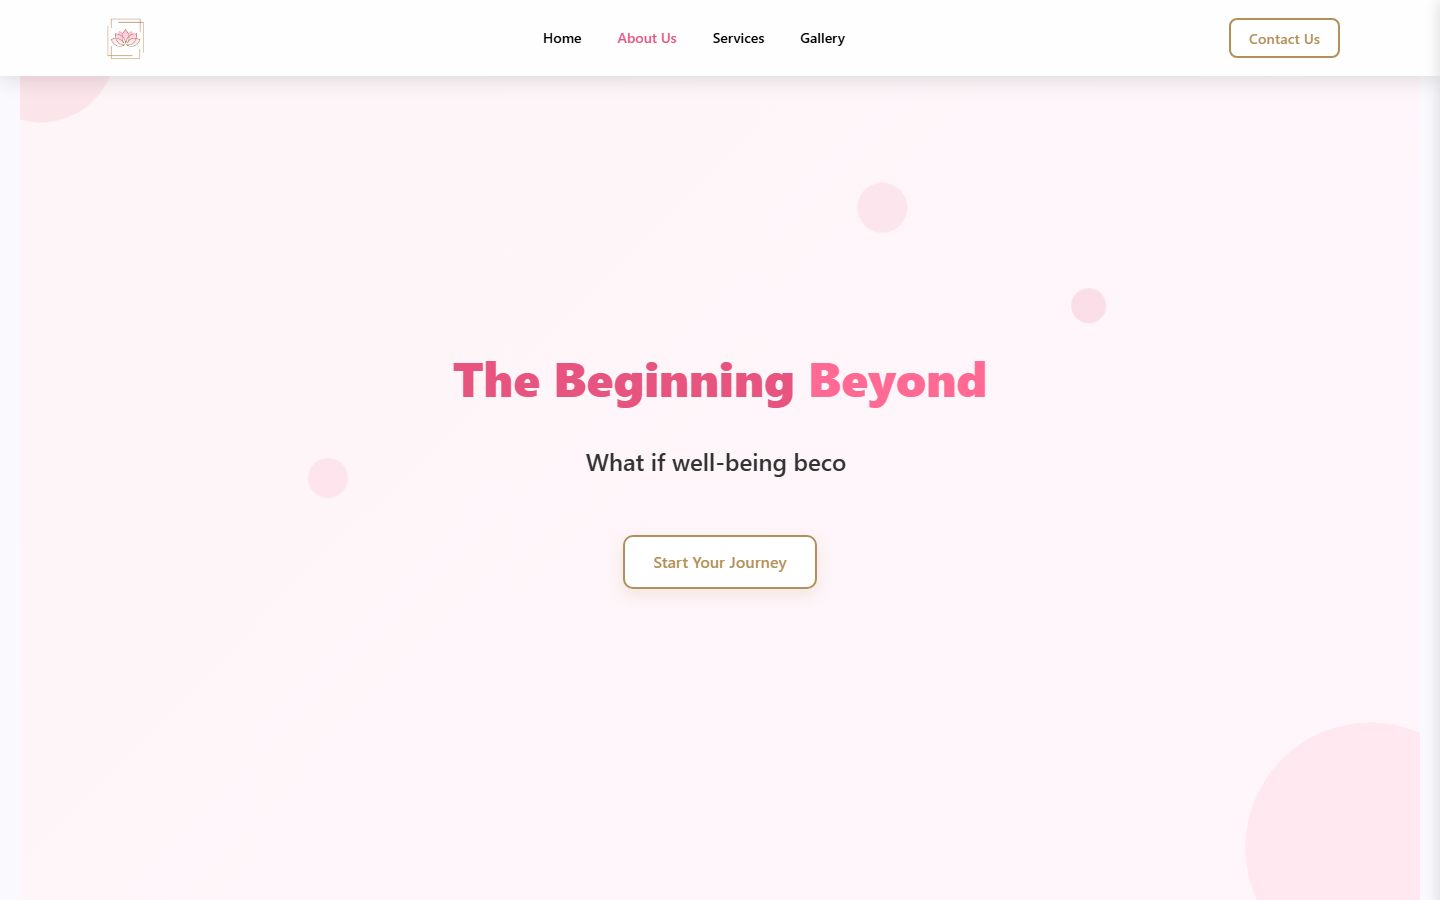 Home
About Us
Services
Gallery
Contact Us
The Beginning Beyond
What if well-being beco
Start Your Journey